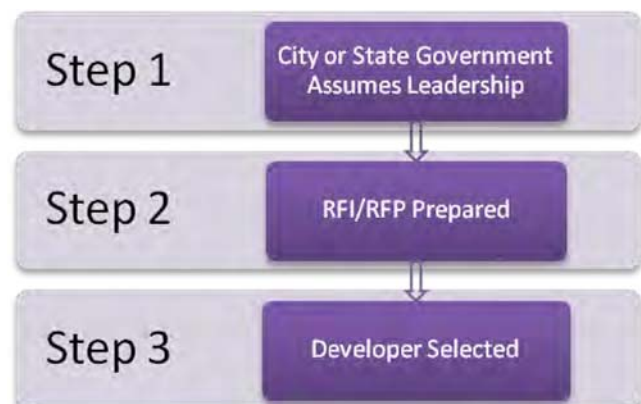 Step 1
City or State Government
Assumes Leadership
Step 2
RFI/RFP Prepared
Step 3
Developer Selected